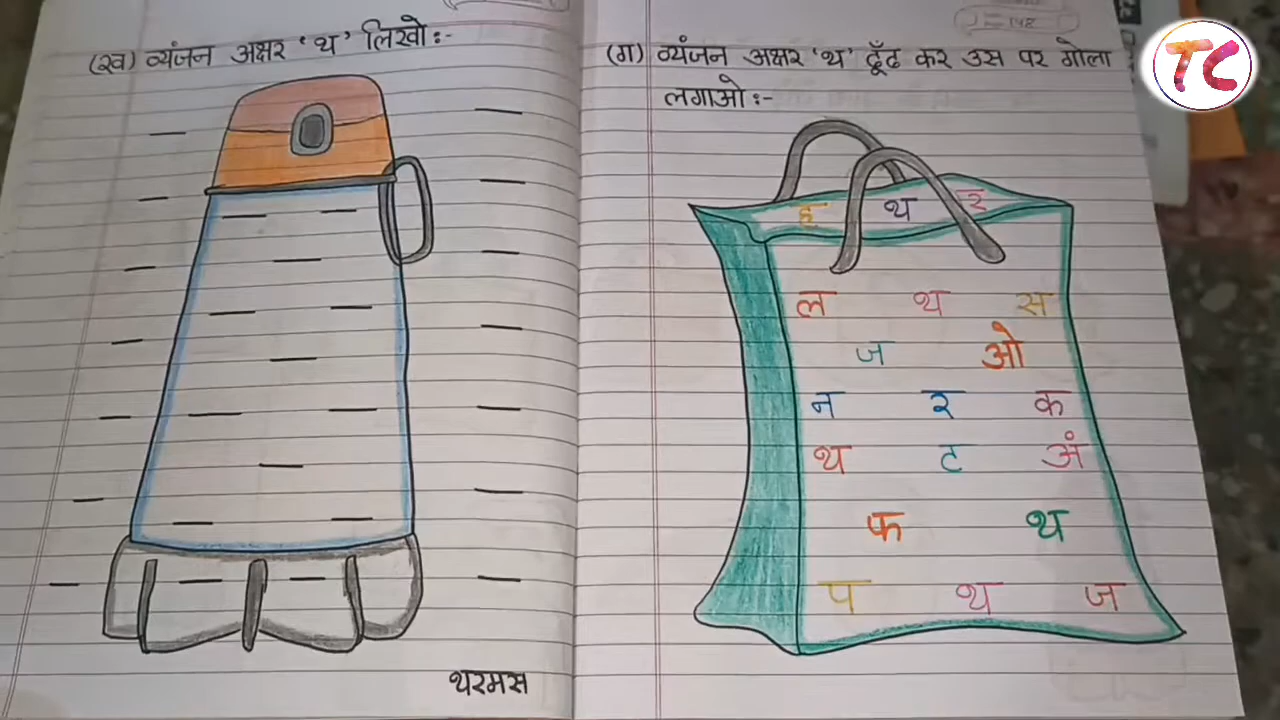 (ख) व्यंजन अक्षर ‘थ’ लिखो:-
थरमस
(ग) व्यंजन अक्षर ‘थ’ ढूँढ कर उस पर गोला
लगाओ:-
ह थ र
ल थ स
ज ओ
न र क
थ ट अं
फ थ
प थ ज
TC